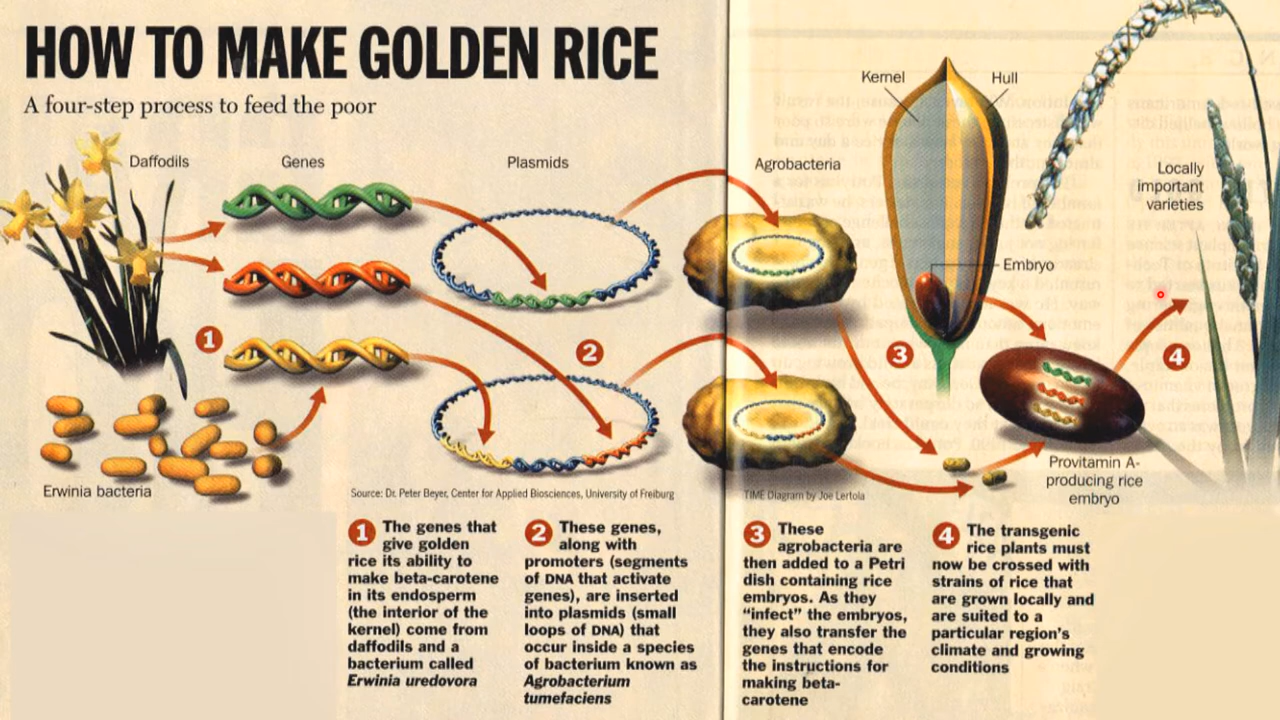 HOW TO MAKE GOLDEN RICE
A four-step process to feed the poor
Daffodils
Genes
Plasmids
Agrobacteria
Kernel
Hull
Locally
important
varieties
Embryo
1
2
3
4
Erwinia bacteria
Provitamin A-
producing rice
embryo
Source: Dr. Peter Beyer, Center for Applied Biosciences, University of Freiburg
TIME Diagram by Joe Lertola
1 The genes that
give golden
rice its ability to
make beta-carotene
in its endosperm
(the interior of the
kernel) come from
daffodils and a
bacterium called
Erwinia uredovora
2 These genes,
along with
promoters (segments
of DNA that activate
genes), are inserted
into plasmids (small
loops of DNA) that
occur inside a species
of bacterium known as
Agrobacterium
tumefaciens
3 These
agrobacteria are
then added to a Petri
dish containing rice
embryos. As they
“infect” the embryos,
they also transfer the
genes that encode
the instructions for
making beta-
carotene
4 The transgenic
rice plants must
now be crossed with
strains of rice that
are grown locally and
are suited to a
particular region’s
climate and growing
conditions